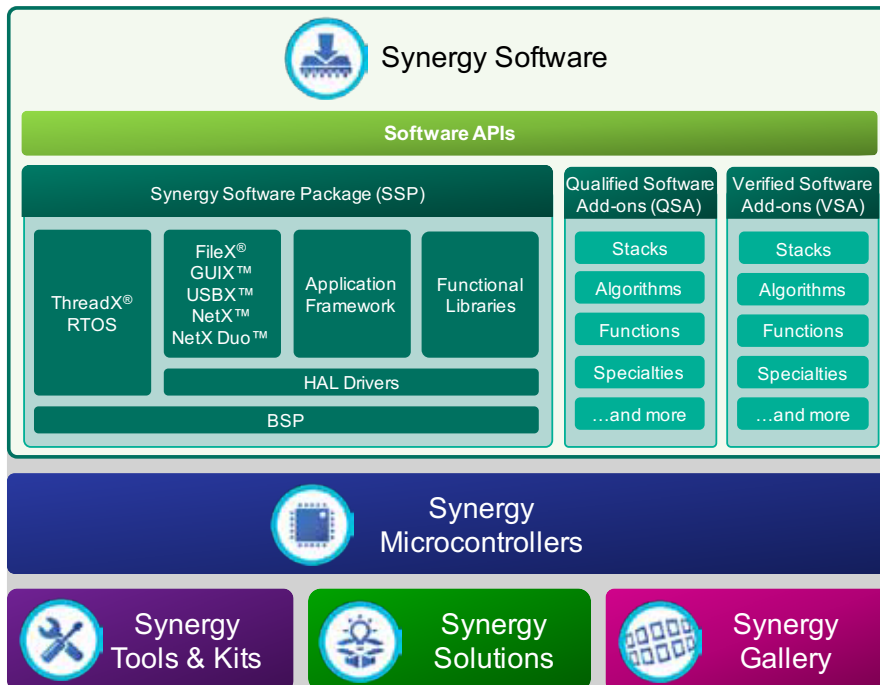 Synergy Software
Software APIs
Synergy Software Package (SSP)
ThreadX®
RTOS
FileX®
GUIX™
USBX™
NetX™
NetX Duo™
Application
Framework
Functional
Libraries
HAL Drivers
BSP
Qualified Software
Add-ons (QSA)
Stacks
Algorithms
Functions
Specialties
...and more
Verified Software
Add-ons (VSA)
Stacks
Algorithms
Functions
Specialties
...and more
Synergy
Microcontrollers
Synergy
Tools & Kits
Synergy
Solutions
Synergy
Gallery